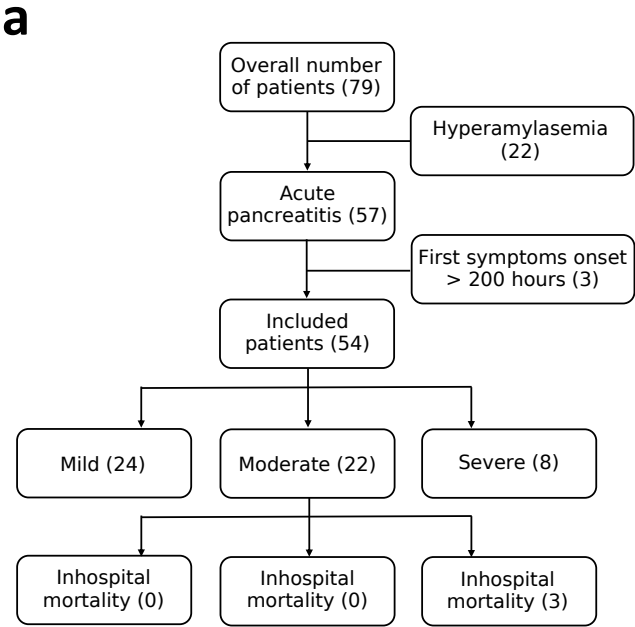 a
Overall number
of patients (79)
Hyperamylasemia
(22)
Acute
pancreatitis (57)
First symptoms onset
> 200 hours (3)
Included
patients (54)
Mild (24)
Moderate (22)
Severe (8)
Inhospital
mortality (0)
Inhospital
mortality (0)
Inhospital
mortality (3)